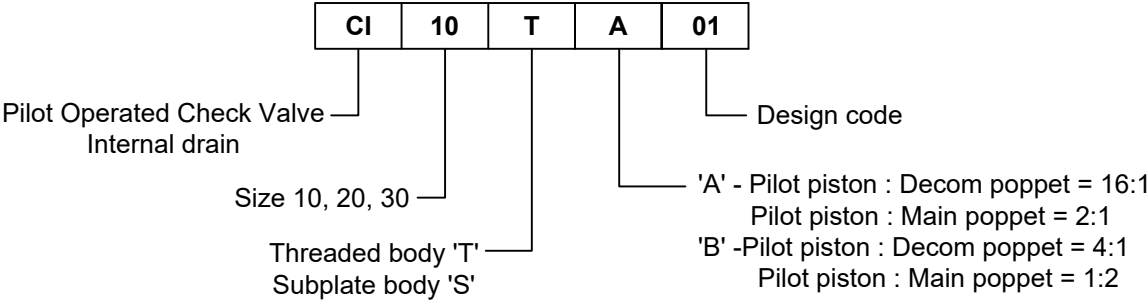 CI 10 T A 01
Pilot Operated Check Valve
Internal drain
Design code
Size 10, 20, 30
'A' - Pilot piston : Decom poppet = 16:1
Pilot piston : Main poppet = 2:1
Threaded body 'T'
Subplate body 'S'
'B' -Pilot piston : Decom poppet = 4:1
Pilot piston : Main poppet = 1:2